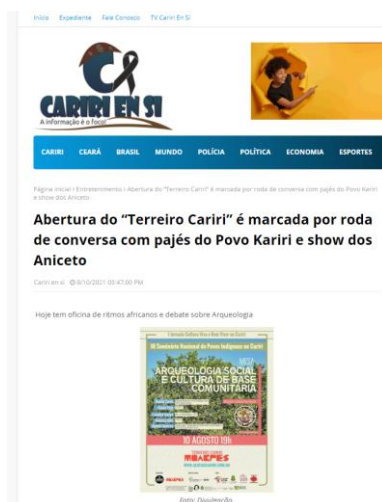 Início Expediente Fale Conosco TV Cariri En Si
CARIRI EN SI
A informação é o foco!
CARIRI CEARÁ BRASIL MUNDO POLÍCIA POLÍTICA ECONOMIA ESPORTES
Página inicial › Entretenimento › Abertura do "Terreiro Cariri" é marcada por roda de conversa com pajés do Povo Kariri
e show dos Aniceto
Abertura do “Terreiro Cariri” é marcada por roda
de conversa com pajés do Povo Kariri e show dos
Aniceto
Cariri en si 8/10/2021 03:47:00 PM
Hoje tem oficina de ritmos africanos e debate sobre Arqueologia
III Seminário Nacional de Povos Indígenas no Cariri
MESA
ARQUEOLOGIA SOCIAL
E CULTURA DE BASE
COMUNITÁRIA
10 AGOSTO 19h
Foto: Divulgação